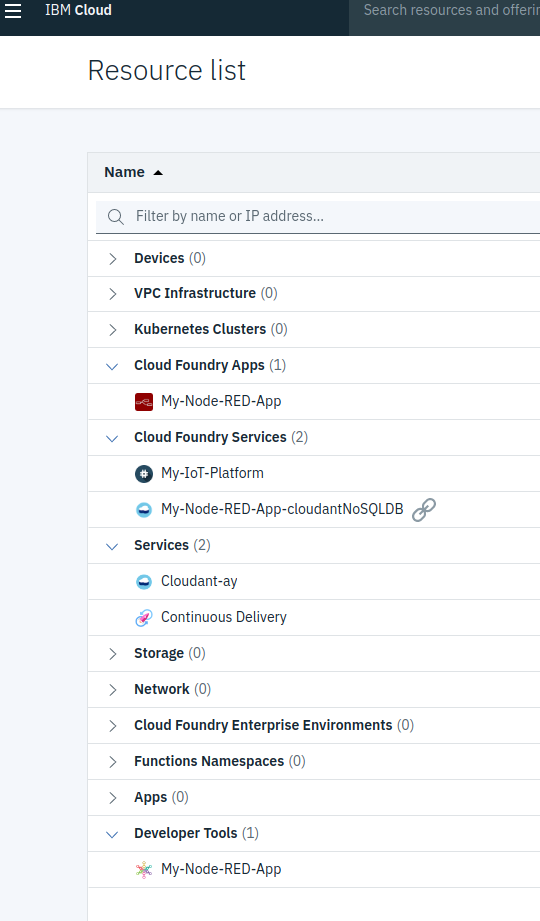 IBM Cloud
Search resources and offerin
Resource list
Name
Filter by name or IP address...
Devices (0)
VPC Infrastructure (0)
Kubernetes Clusters (0)
Cloud Foundry Apps (1)
My-Node-RED-App
Cloud Foundry Services (2)
My-IoT-Platform
My-Node-RED-App-cloudantNoSQLDB
Services (2)
Cloudant-ay
Continuous Delivery
Storage (0)
Network (0)
Cloud Foundry Enterprise Environments (0)
Functions Namespaces (0)
Apps (0)
Developer Tools (1)
My-Node-RED-App